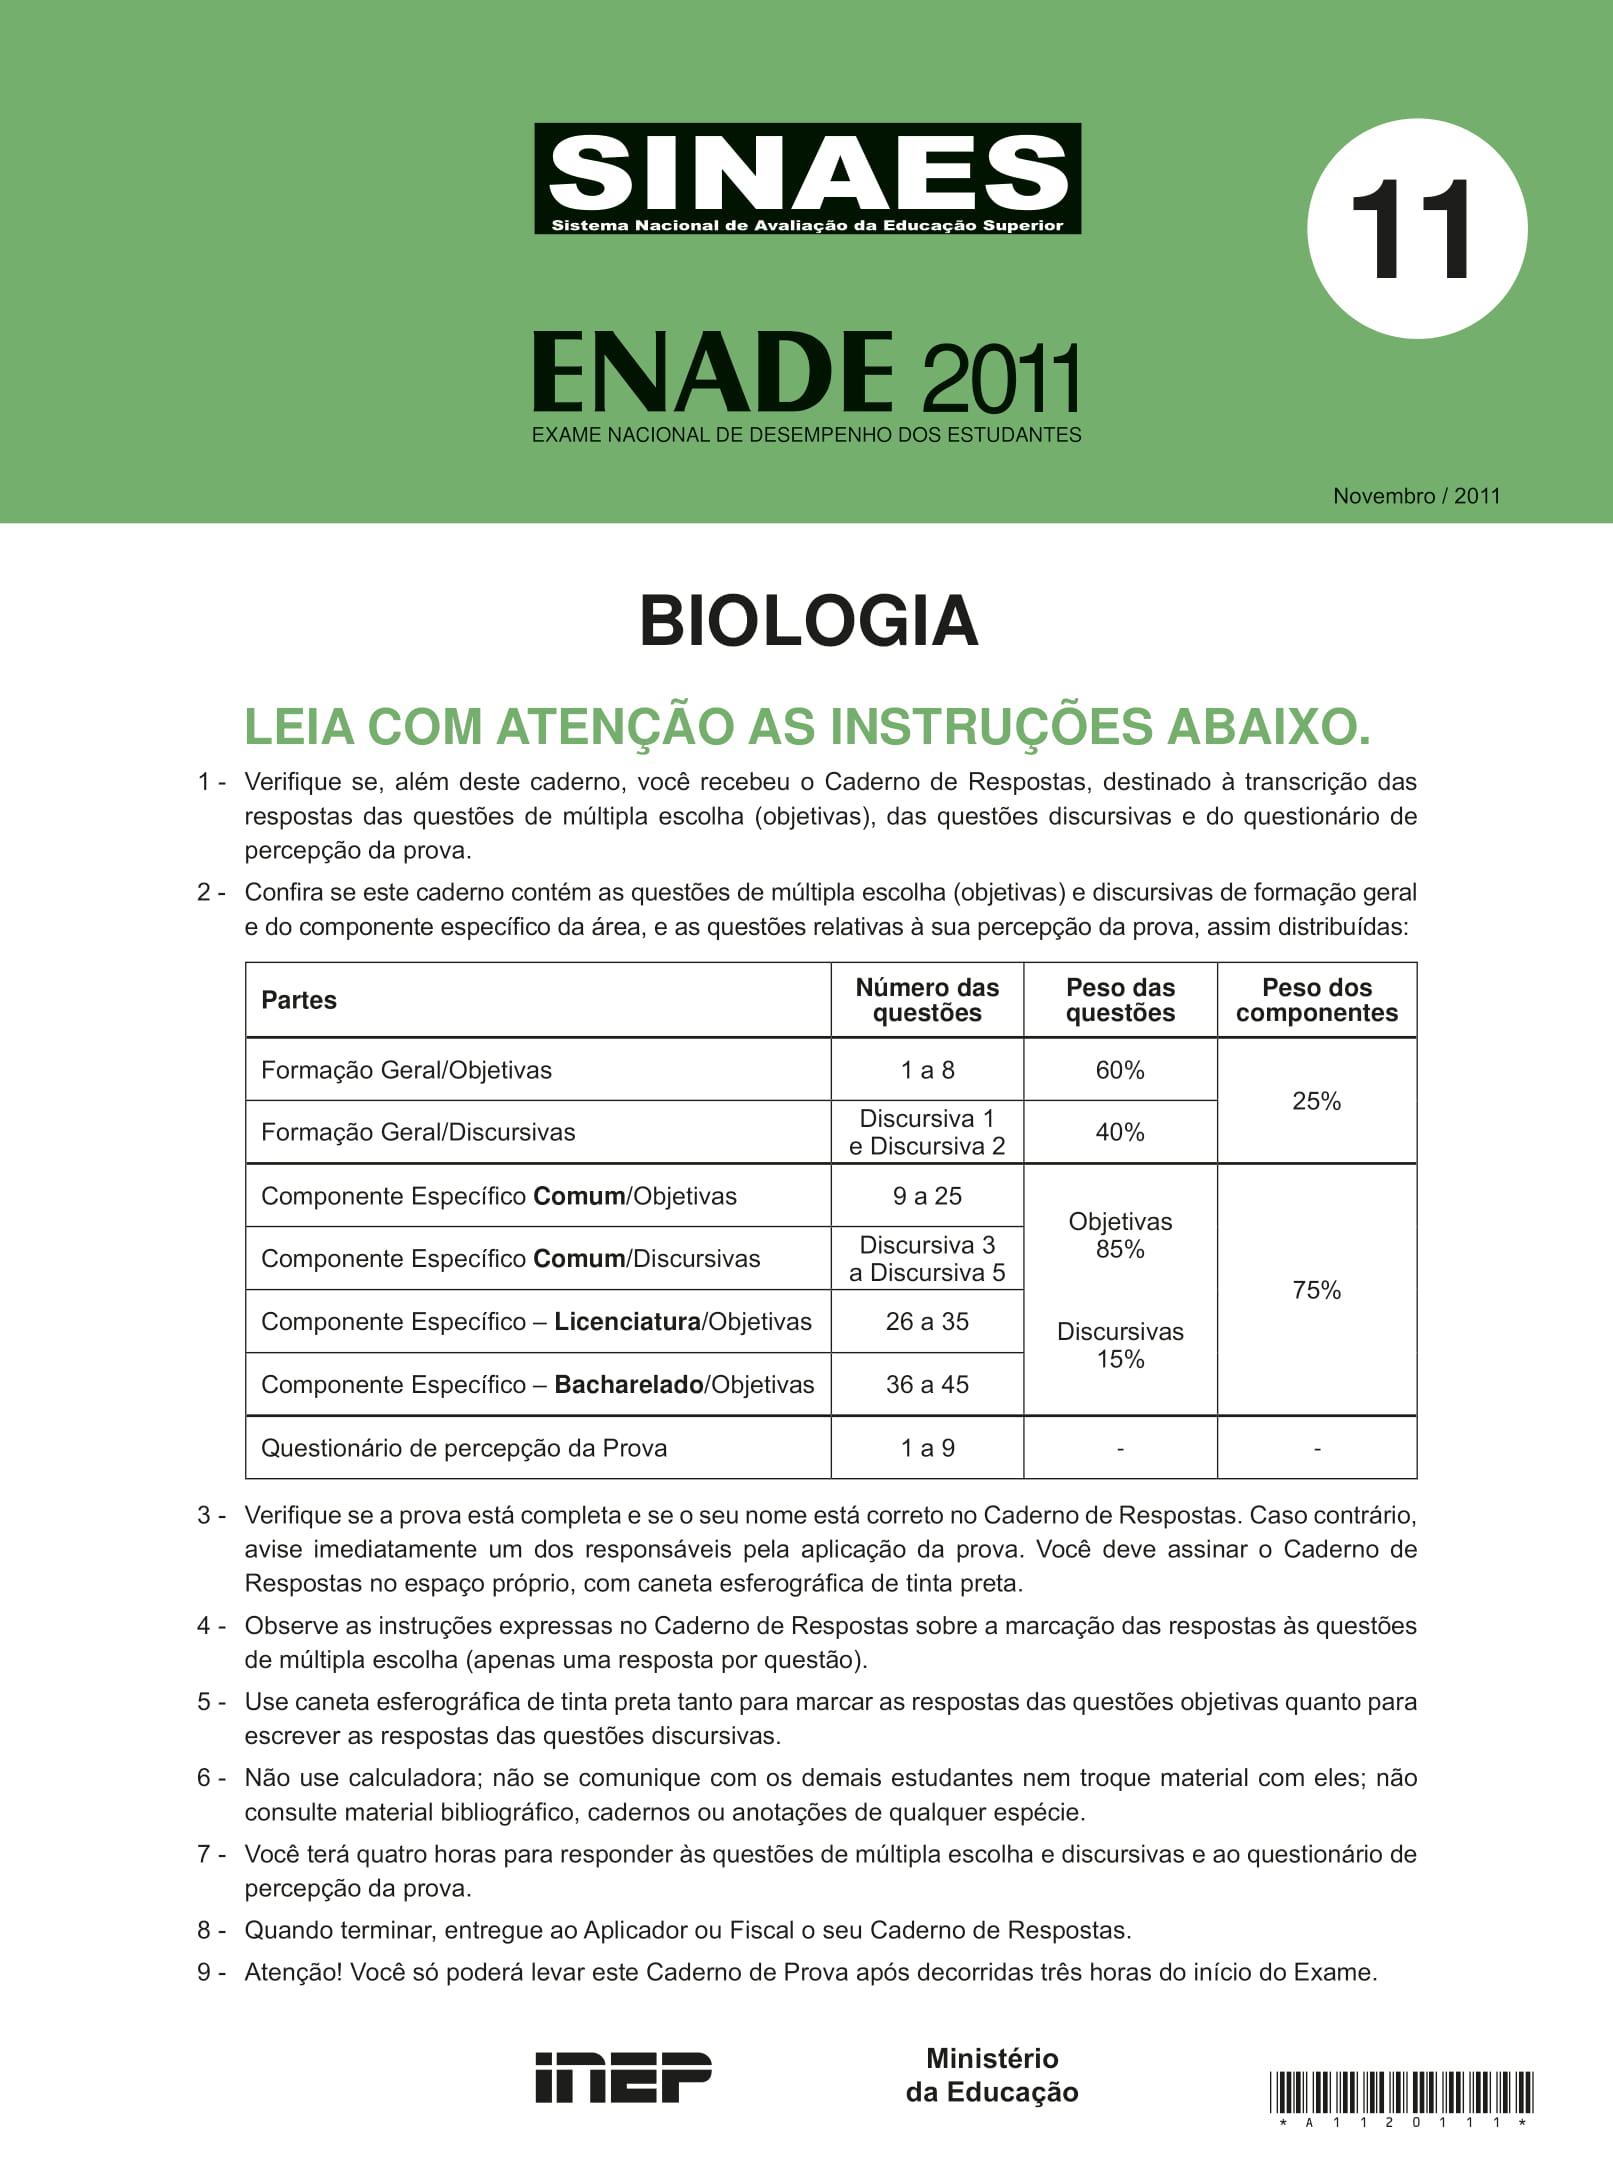 SINAES
Sistema Nacional de Avaliação da Educação Superior
11
ENADE 2011
EXAME NACIONAL DE DESEMPENHO DOS ESTUDANTES
Novembro / 2011
BIOLOGIA
LEIA COM ATENÇÃO AS INSTRUÇÕES ABAIXO.
1 - Verifique se, além deste caderno, você recebeu o Caderno de Respostas, destinado à transcrição das
respostas das questões de múltipla escolha (objetivas), das questões discursivas e do questionário de
percepção da prova.
2 - Confira se este caderno contém as questões de múltipla escolha (objetivas) e discursivas de formação geral
e do componente específico da área, e as questões relativas à sua percepção da prova, assim distribuídas:
Partes
Número das
questões
Peso das
questões
Peso dos
componentes
Formação Geral/Objetivas
1 a 8
60%
25%
Formação Geral/Discursivas
Discursiva 1
e Discursiva 2
40%
Componente Específico Comum/Objetivas
9 a 25
Objetivas
85%
Discursivas
15%
75%
Componente Específico Comum/Discursivas
Discursiva 3
a Discursiva 5
Componente Específico – Licenciatura/Objetivas
26 a 35
Componente Específico – Bacharelado/Objetivas
36 a 45
Questionário de percepção da Prova
1 a 9
-
-
3 - Verifique se a prova está completa e se o seu nome está correto no Caderno de Respostas. Caso contrário,
avise imediatamente um dos responsáveis pela aplicação da prova. Você deve assinar o Caderno de
Respostas no espaço próprio, com caneta esferográfica de tinta preta.
4 - Observe as instruções expressas no Caderno de Respostas sobre a marcação das respostas às questões
de múltipla escolha (apenas uma resposta por questão).
5 - Use caneta esferográfica de tinta preta tanto para marcar as respostas das questões objetivas quanto para
escrever as respostas das questões discursivas.
6 - Não use calculadora; não se comunique com os demais estudantes nem troque material com eles; não
consulte material bibliográfico, cadernos ou anotações de qualquer espécie.
7 - Você terá quatro horas para responder às questões de múltipla escolha e discursivas e ao questionário de
percepção da prova.
8 - Quando terminar, entregue ao Aplicador ou Fiscal o seu Caderno de Respostas.
9 - Atenção! Você só poderá levar este Caderno de Prova após decorridas três horas do início do Exame.
INEP
Ministério
da Educação
* A 1 1 2 0 1 1 1 *